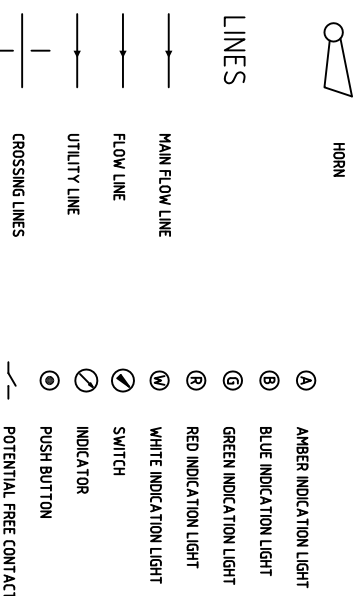 HORN
LINES
MAIN FLOW LINE
FLOW LINE
UTILITY LINE
CROSSING LINES
A AMBER INDICATION LIGHT
B BLUE INDICATION LIGHT
G GREEN INDICATION LIGHT
R RED INDICATION LIGHT
W WHITE INDICATION LIGHT
SWITCH
INDICATOR
PUSH BUTTON
POTENTIAL FREE CONTACT